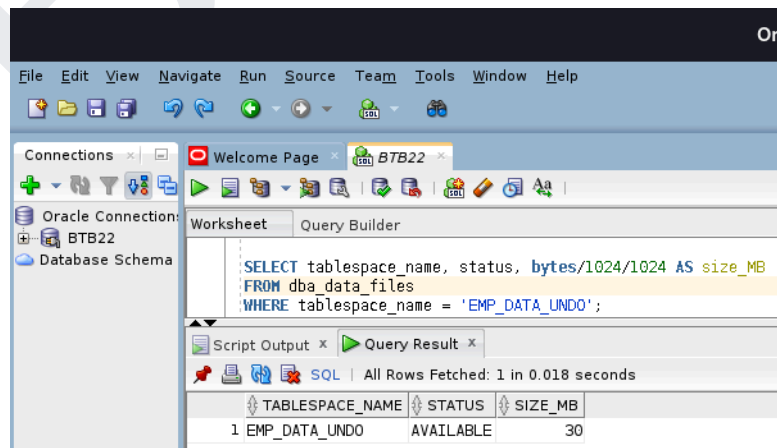 Or
File Edit View Navigate Run Source Team Tools Window Help
Connections
Welcome Page
BTB22
Worksheet Query Builder
Oracle Connection
BTB22
Database Schema
SELECT tablespace_name, status, bytes/1024/1024 AS size_MB
FROM dba_data_files
WHERE tablespace_name = 'EMP_DATA_UNDO';
Script Output x Query Result x
SQL | All Rows Fetched: 1 in 0.018 seconds
TABLESPACE_NAME STATUS SIZE_MB
1 EMP_DATA_UNDO AVAILABLE 30